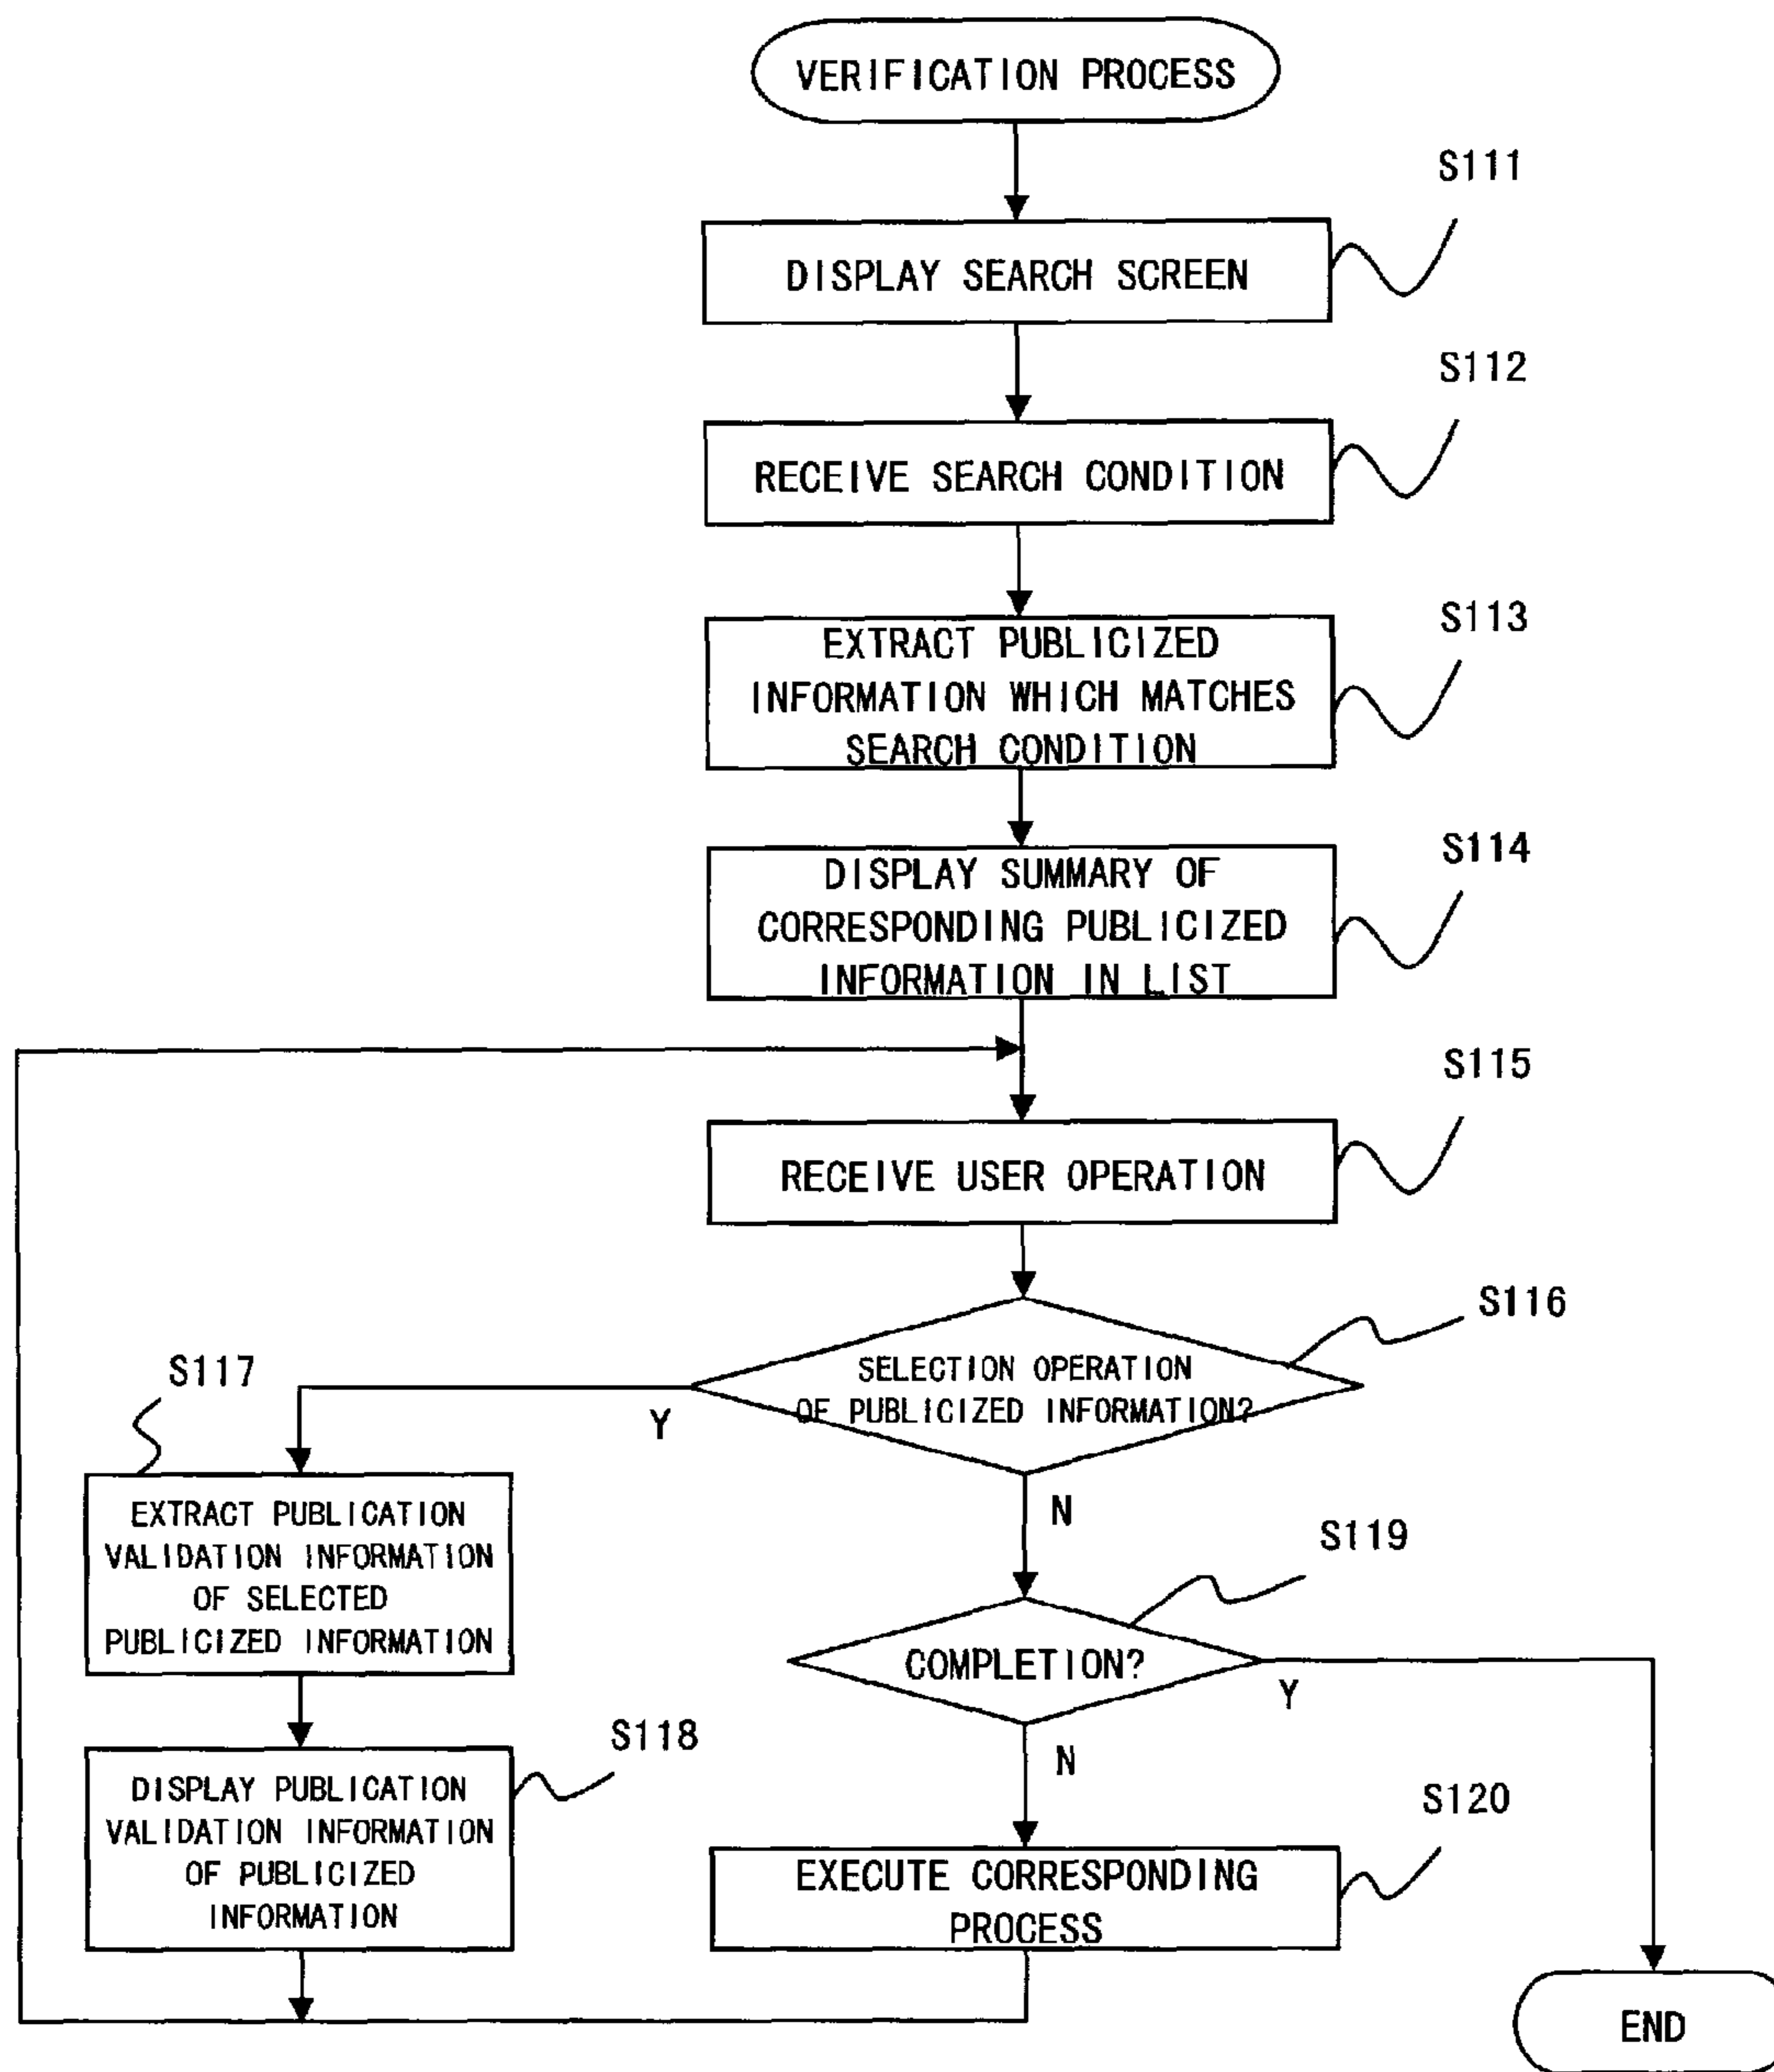 VERIFICATION PROCESS
S111
DISPLAY SEARCH SCREEN
S112
RECEIVE SEARCH CONDITION
S113
EXTRACT PUBLICIZED
INFORMATION WHICH MATCHES
SEARCH CONDITION
S114
DISPLAY SUMMARY OF
CORRESPONDING PUBLICIZED
INFORMATION IN LIST
S115
RECEIVE USER OPERATION
S116
SELECTION OPERATION
OF PUBLICIZED INFORMATION?
Y
N
S117
EXTRACT PUBLICATION
VALIDATION INFORMATION
OF SELECTED
PUBLICIZED INFORMATION
S118
DISPLAY PUBLICATION
VALIDATION INFORMATION
OF PUBLICIZED
INFORMATION
S119
COMPLETION?
Y
N
S120
EXECUTE CORRESPONDING
PROCESS
END